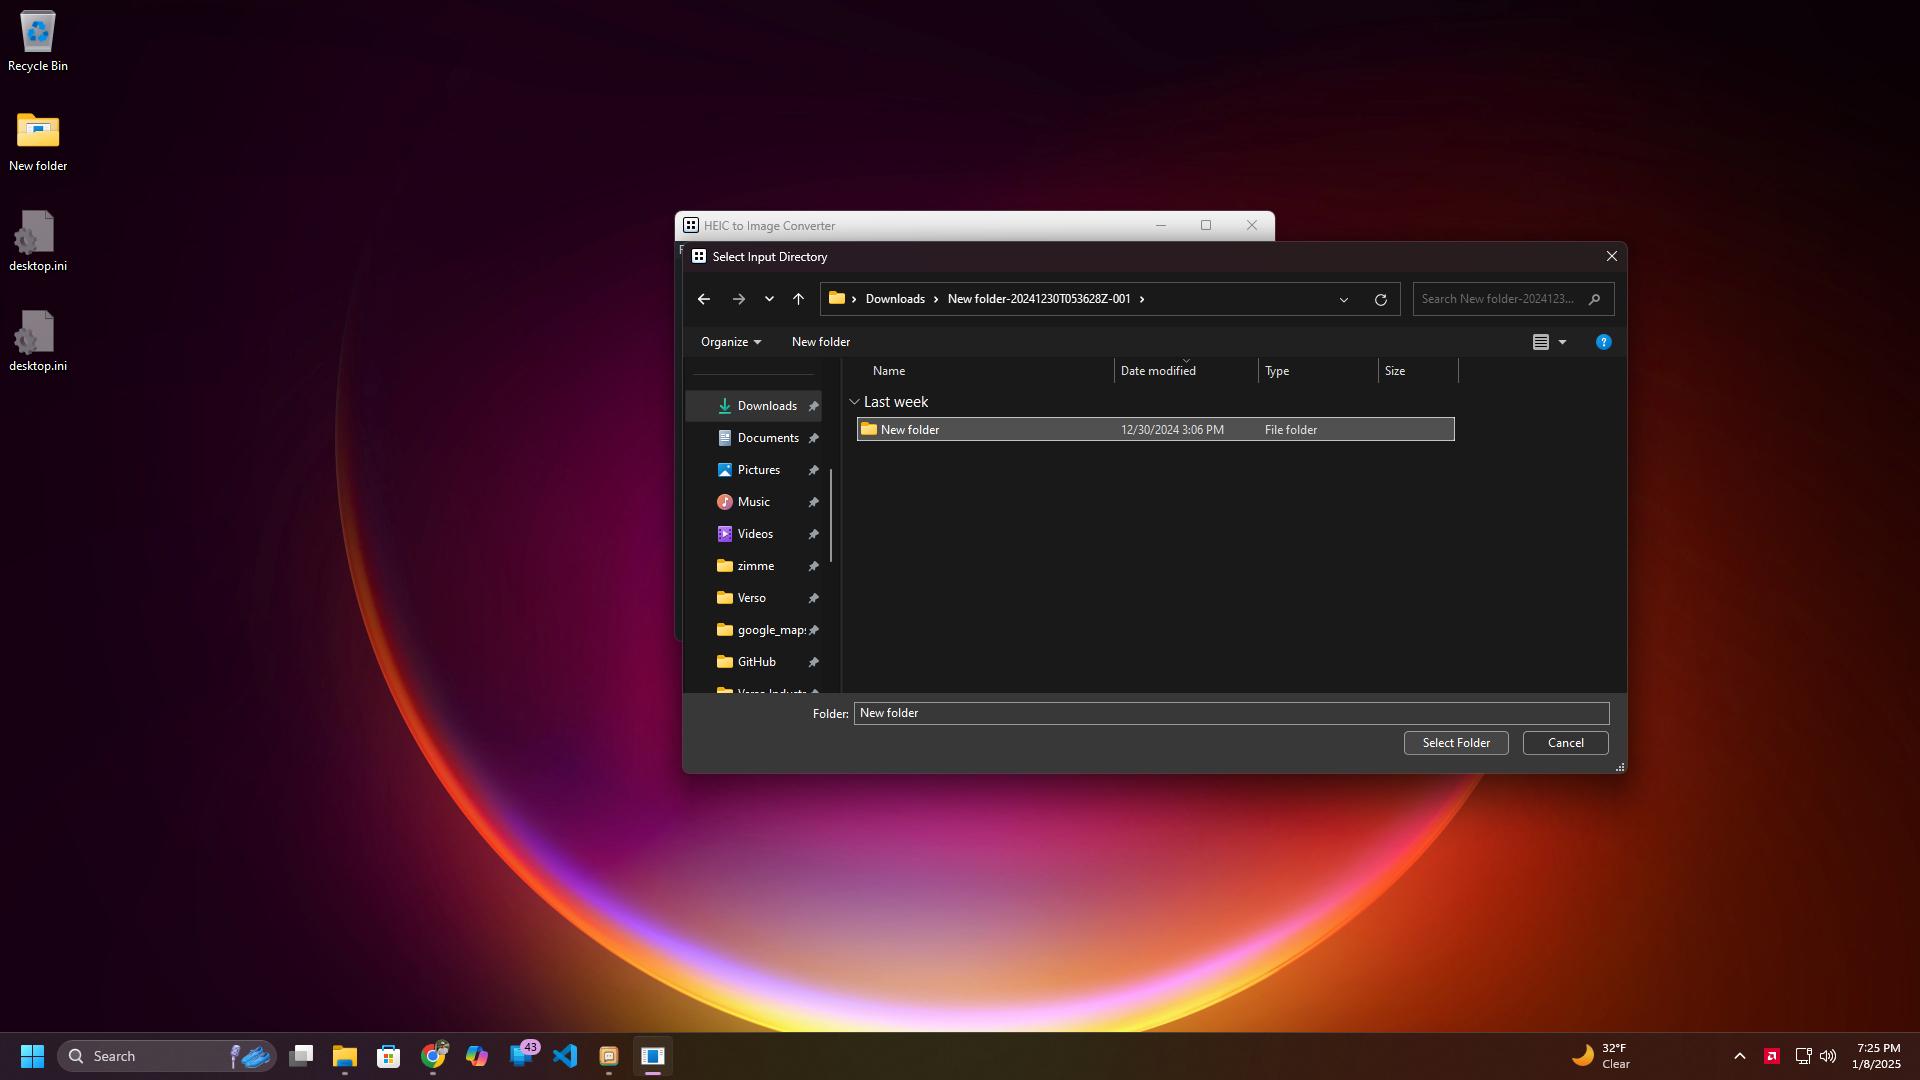 Recycle Bin
New folder
desktop.ini
desktop.ini
HEIC to Image Converter
Select Input Directory
Downloads
New folder-20241230T053628Z-001
Search New folder-2024123...
Organize
New folder
Name
Date modified
Type
Size
Downloads
Documents
Pictures
Music
Videos
zimme
Verso
google_maps
GitHub
Verso Industr
Last week
New folder 12/30/2024 3:06 PM File folder
Folder: New folder
Select Folder
Cancel
Search
43
32°F
Clear
7:25 PM
1/8/2025